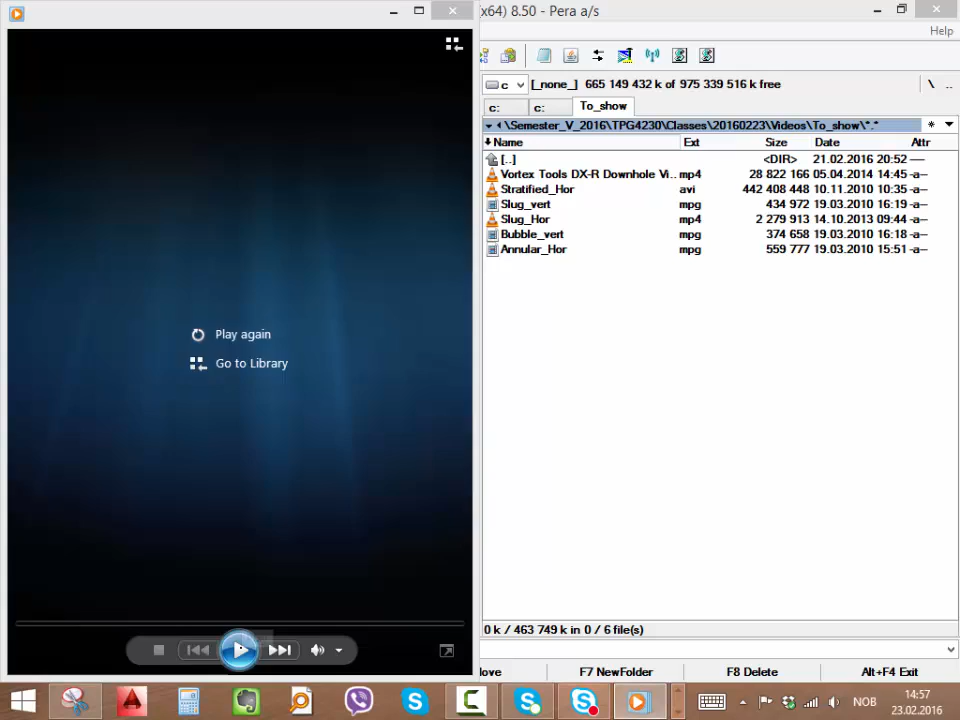 (x64) 8.50 - Pera a/s
Help
c [_none_] 665 149 432 k of 975 339 516 k free \ ..
c: c: To_show
\Semester_V_2016\TPG4230\Classes\20160223\Videos\To_show\*.* *
Name Ext Size Date Attr
[..] <DIR> 21.02.2016 20:52 —
Vortex Tools DX-R Downhole Vi.. mp4 28 822 166 05.04.2014 14:45 -a–
Stratified_Hor avi 442 408 448 10.11.2010 10:35 -a–
Slug_vert mpg 434 972 19.03.2010 16:19 -a–
Slug_Hor mp4 2 279 913 14.10.2013 09:44 -a–
Bubble_vert mpg 374 658 19.03.2010 16:18 -a–
Annular_Hor mpg 559 777 19.03.2010 15:51 -a–
Play again
Go to Library
0 k / 463 749 k in 0 / 6 file(s)
ove F7 NewFolder F8 Delete Alt+F4 Exit
NOB
14:57
23.02.2016